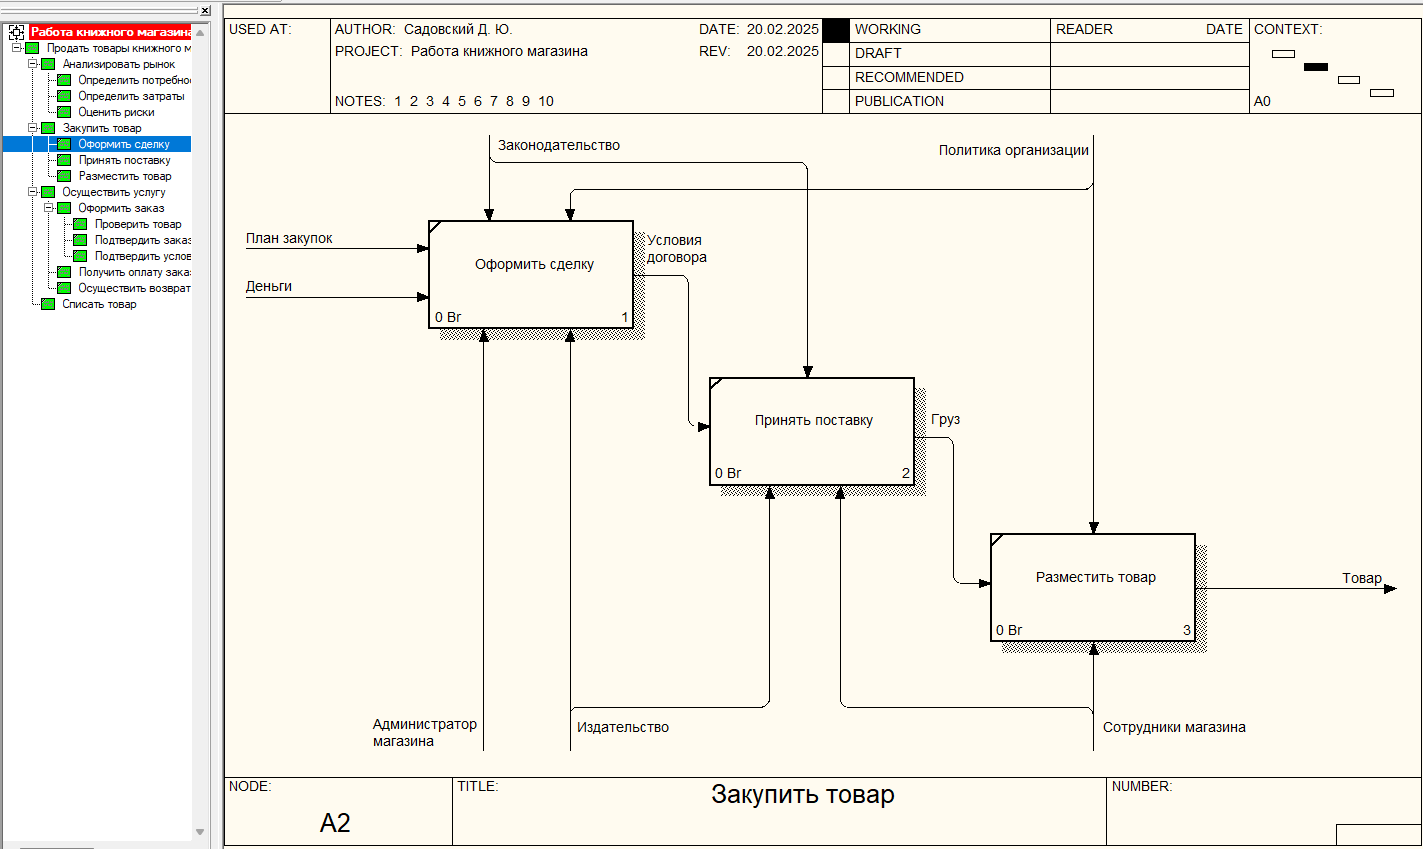 Работа книжного магазина
Продать товары книжного м
Анализировать рынок
Определить потребно
Определить затраты
Оценить риски
Закупить товар
Оформить сделку
Принять поставку
Разместить товар
Осуществить услугу
Оформить заказ
Проверить товар
Подтвердить заказ
Подтвердить услов
Получить оплату зака
Осуществить возврат
Списать товар
USED AT:
AUTHOR: Садовский Д. Ю.
DATE: 20.02.2025
PROJECT: Работа книжного магазина
REV: 20.02.2025
NOTES: 1 2 3 4 5 6 7 8 9 10
WORKING
DRAFT
RECOMMENDED
PUBLICATION
READER
DATE
CONTEXT:
A0
Законодательство
Политика организации
План закупок
Деньги
Оформить сделку
0 Br
1
Условия
договора
Принять поставку
0 Br
2
Груз
Разместить товар
0 Br
3
Товар
Администратор
магазина
Издательство
Сотрудники магазина
NODE:
A2
TITLE:
Закупить товар
NUMBER: